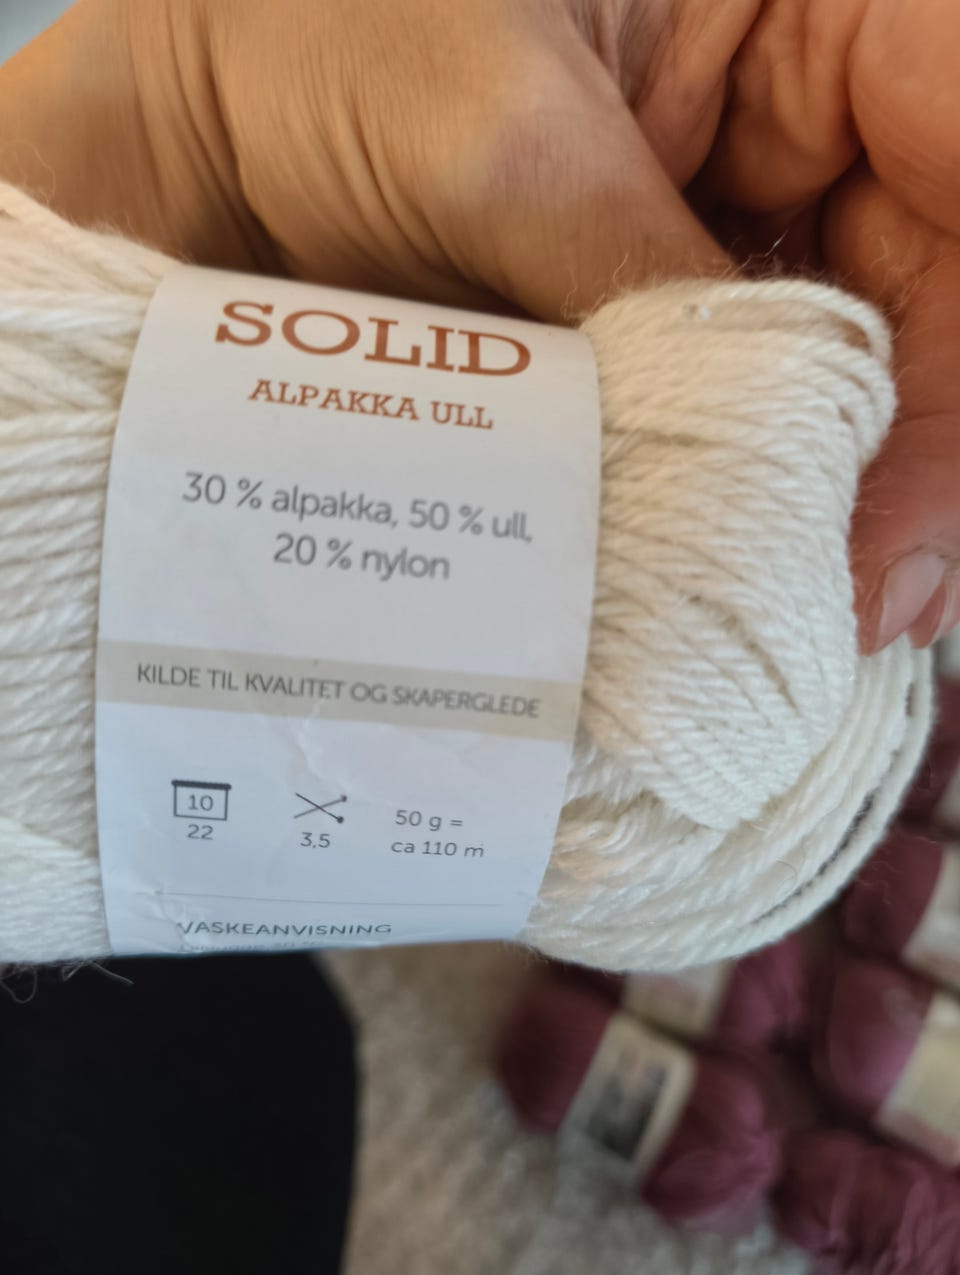 SOLID
ALPAKKA ULL
30 % alpakka, 50 % ull,
20 % nylon
KILDE TIL KVALITET OG SKAPERGLEDE
10
22
3,5
50 g =
ca 110 m
VASKEANVISNING